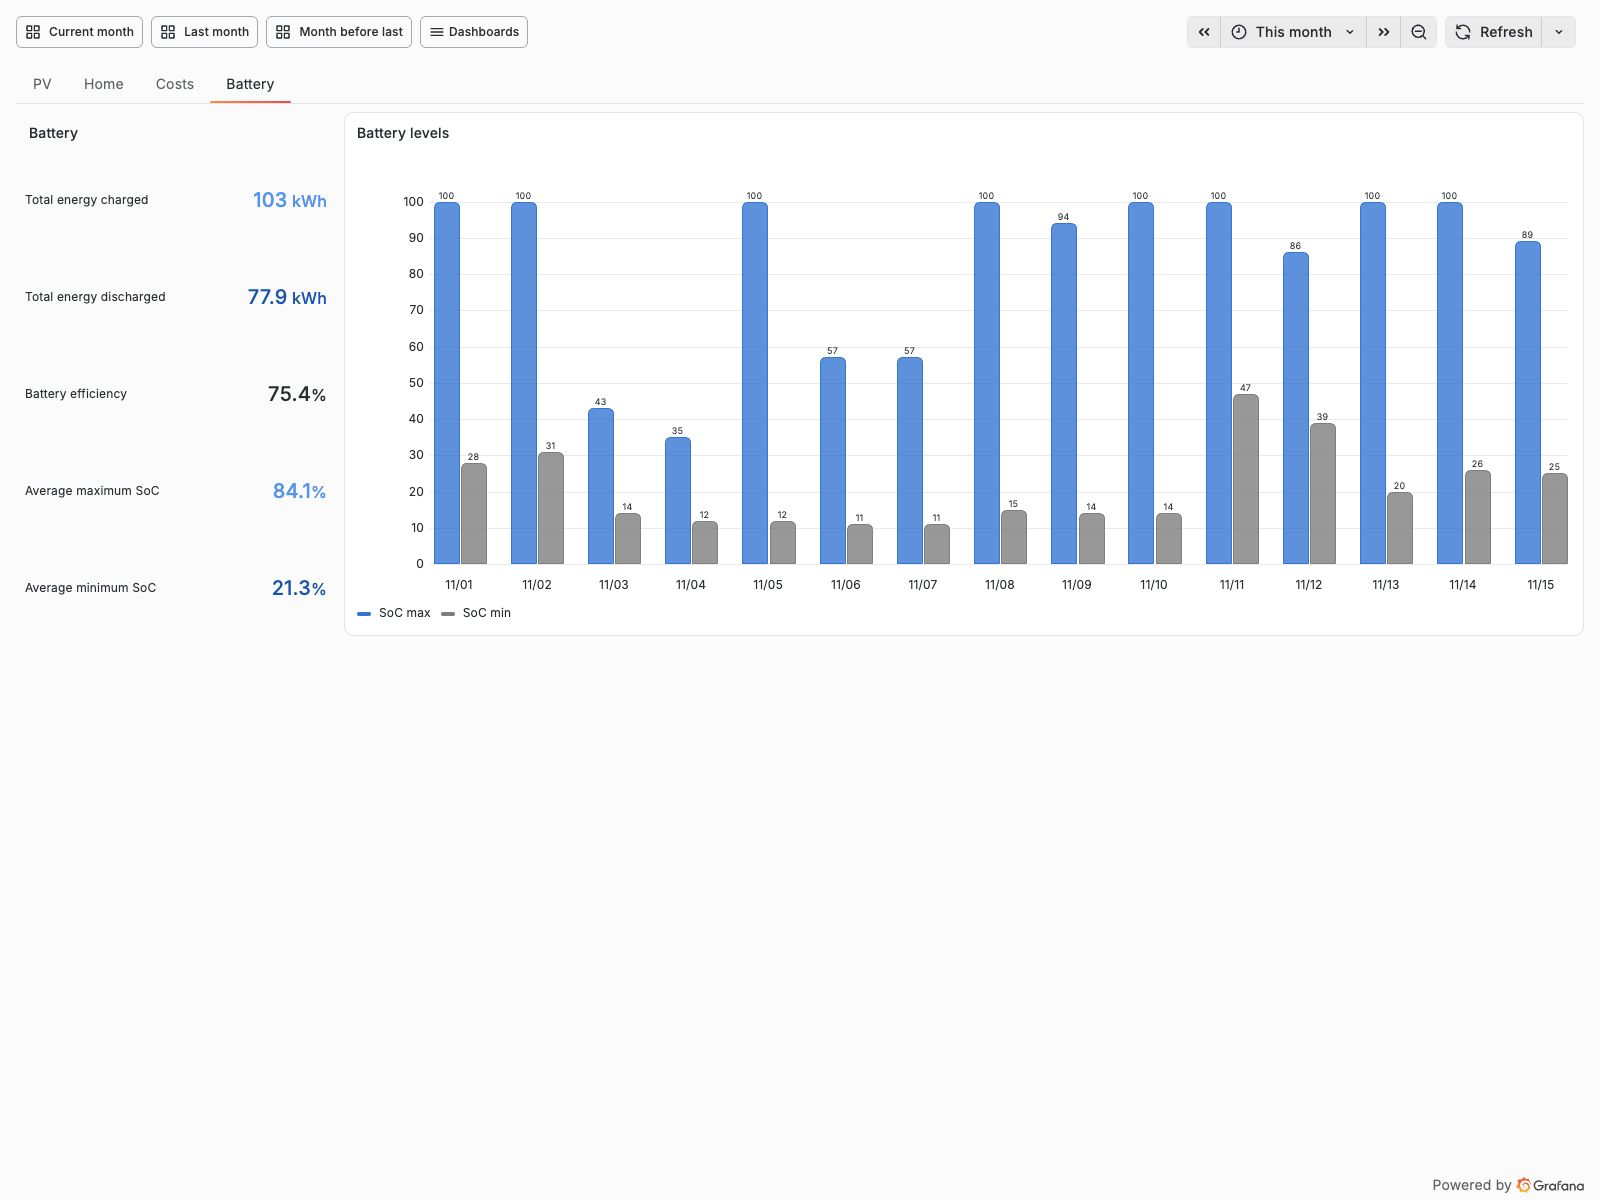 Current month Last month Month before last Dashboards This month Refresh
PV Home Costs Battery
Battery
Total energy charged 103 kWh
Total energy discharged 77.9 kWh
Battery efficiency 75.4%
Average maximum SoC 84.1%
Average minimum SoC 21.3%
Battery levels
100
90
80
70
60
50
40
30
20
10
0
100 28 100 31 43 14 35 12 100 12 57 11 57 11 100 15 94 14 100 14 100 47 86 39 100 20 100 26 89 25
11/01 11/02 11/03 11/04 11/05 11/06 11/07 11/08 11/09 11/10 11/11 11/12 11/13 11/14 11/15
SoC max SoC min
Powered by Grafana